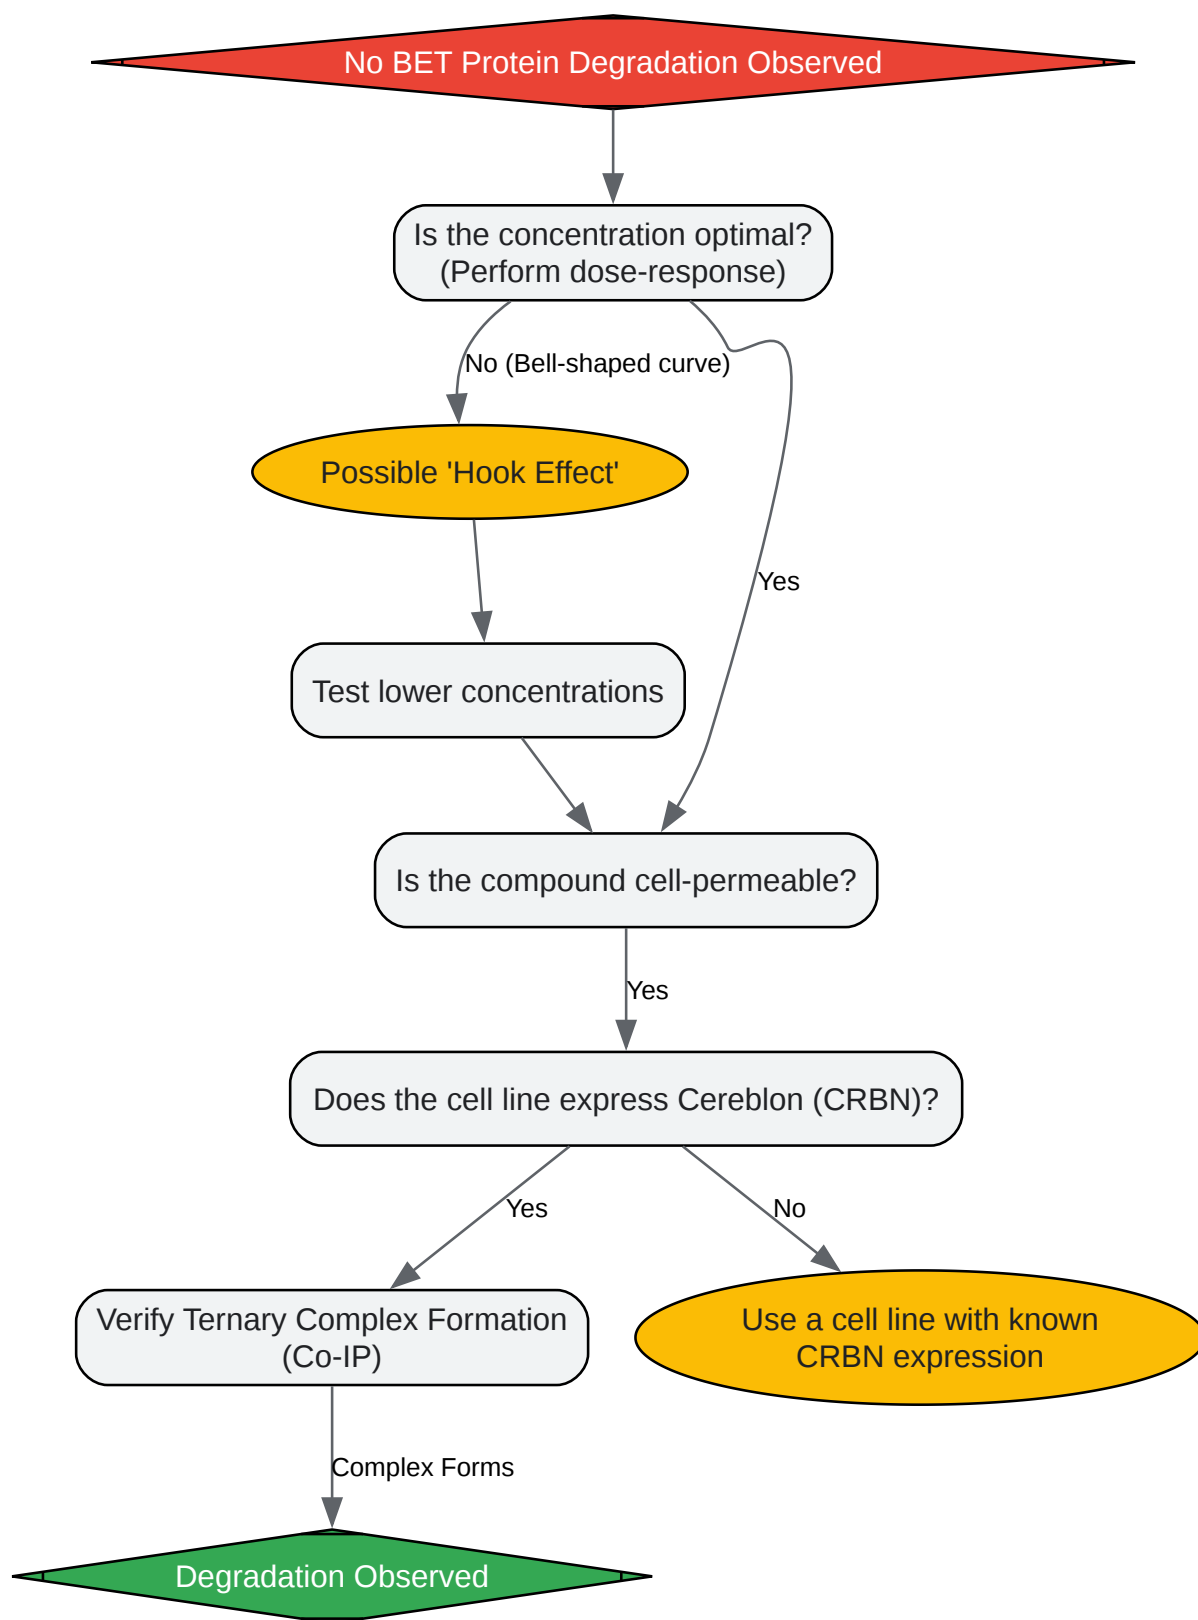 No BET Protein Degradation Observed
Is the concentration optimal?
(Perform dose-response)
No (Bell-shaped curve)
Possible 'Hook Effect'
Yes
Test lower concentrations
Is the compound cell-permeable?
Yes
Does the cell line express Cereblon (CRBN)?
Yes
No
Verify Ternary Complex Formation
(Co-IP)
Use a cell line with known
CRBN expression
Complex Forms
Degradation Observed